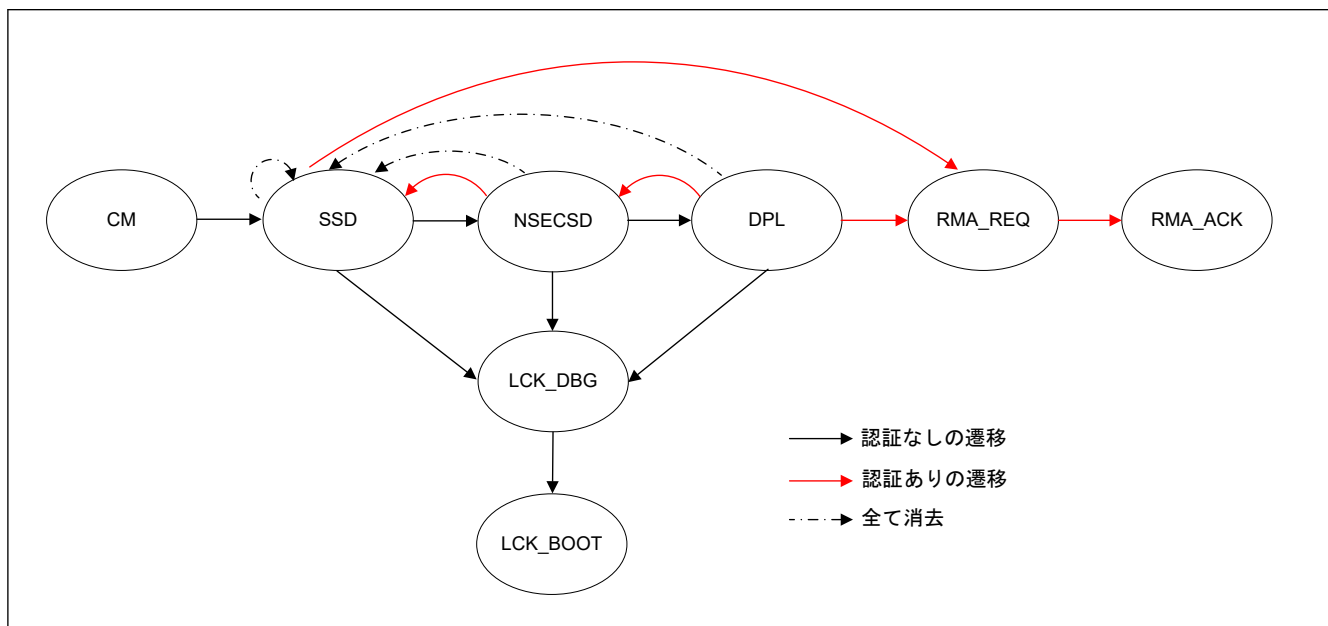 CM
SSD
NSECSD
DPL
RMA_REQ
RMA_ACK
LCK_DBG
LCK_BOOT
認証なしの遷移
認証ありの遷移
全て消去